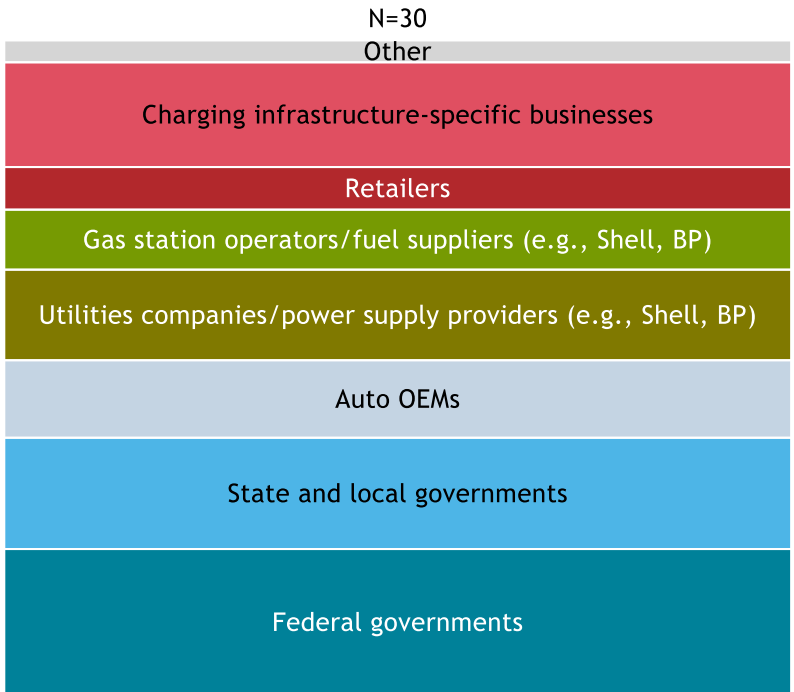 N=30
Other
Charging infrastructure-specific businesses
Retailers
Gas station operators/fuel suppliers (e.g., Shell, BP)
Utilities companies/power supply providers (e.g., Shell, BP)
Auto OEMs
State and local governments
Federal governments